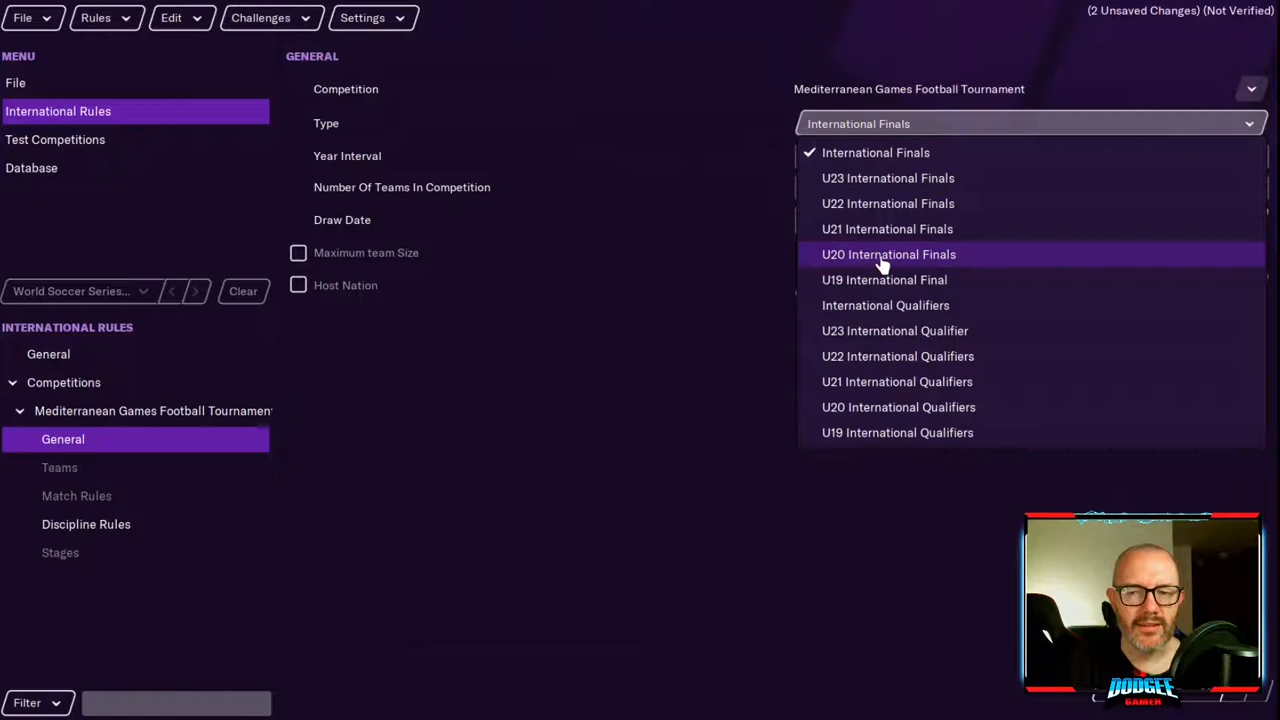 File
Rules
Edit
Challenges
Settings
(2 Unsaved Changes) (Not Verified)
MENU
File
International Rules
Test Competitions
Database
World Soccer Series...
Clear
INTERNATIONAL RULES
General
Competitions
Mediterranean Games Football Tournament
General
Teams
Match Rules
Discipline Rules
Stages
Filter
GENERAL
Competition
Mediterranean Games Football Tournament
Type
International Finals
Year Interval
Number Of Teams In Competition
Draw Date
Maximum team Size
Host Nation
International Finals
U23 International Finals
U22 International Finals
U21 International Finals
U20 International Finals
U19 International Final
International Qualifiers
U23 International Qualifier
U22 International Qualifiers
U21 International Qualifiers
U20 International Qualifiers
U19 International Qualifiers
DODGEE
GAMER